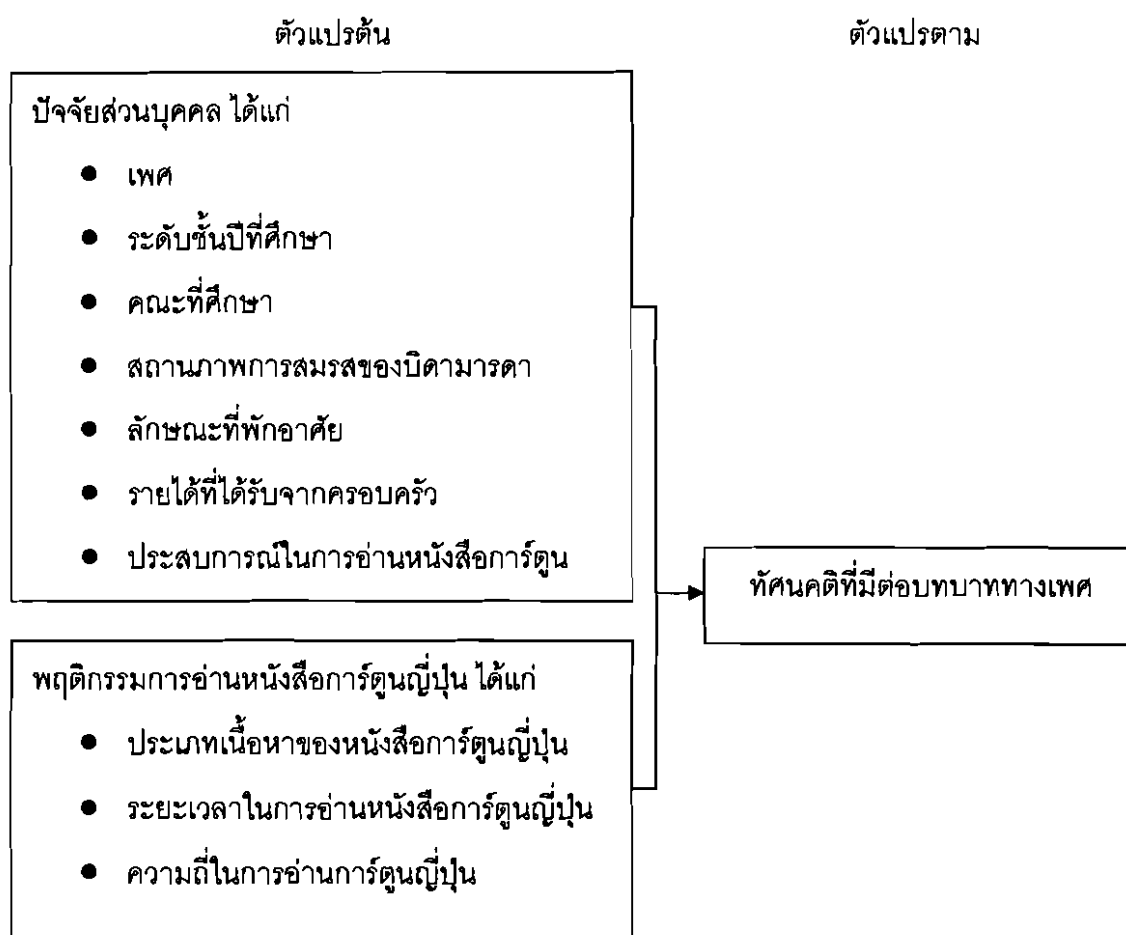 ตัวแปรต้น
ตัวแปรตาม
ปัจจัยส่วนบุคคล ได้แก่
● เพศ
● ระดับชั้นปีที่ศึกษา
● คณะที่ศึกษา
● สถานภาพการสมรสของบิดามารดา
● ลักษณะที่พักอาศัย
● รายได้ที่ได้รับจากครอบครัว
● ประสบการณ์ในการอ่านหนังสือการ์ตูน
พฤติกรรมการอ่านหนังสือการ์ตูนญี่ปุ่น ได้แก่
● ประเภทเนื้อหาของหนังสือการ์ตูนญี่ปุ่น
● ระยะเวลาในการอ่านหนังสือการ์ตูนญี่ปุ่น
● ความถี่ในการอ่านการ์ตูนญี่ปุ่น
ทัศนคติที่มีต่อบทบาททางเพศ